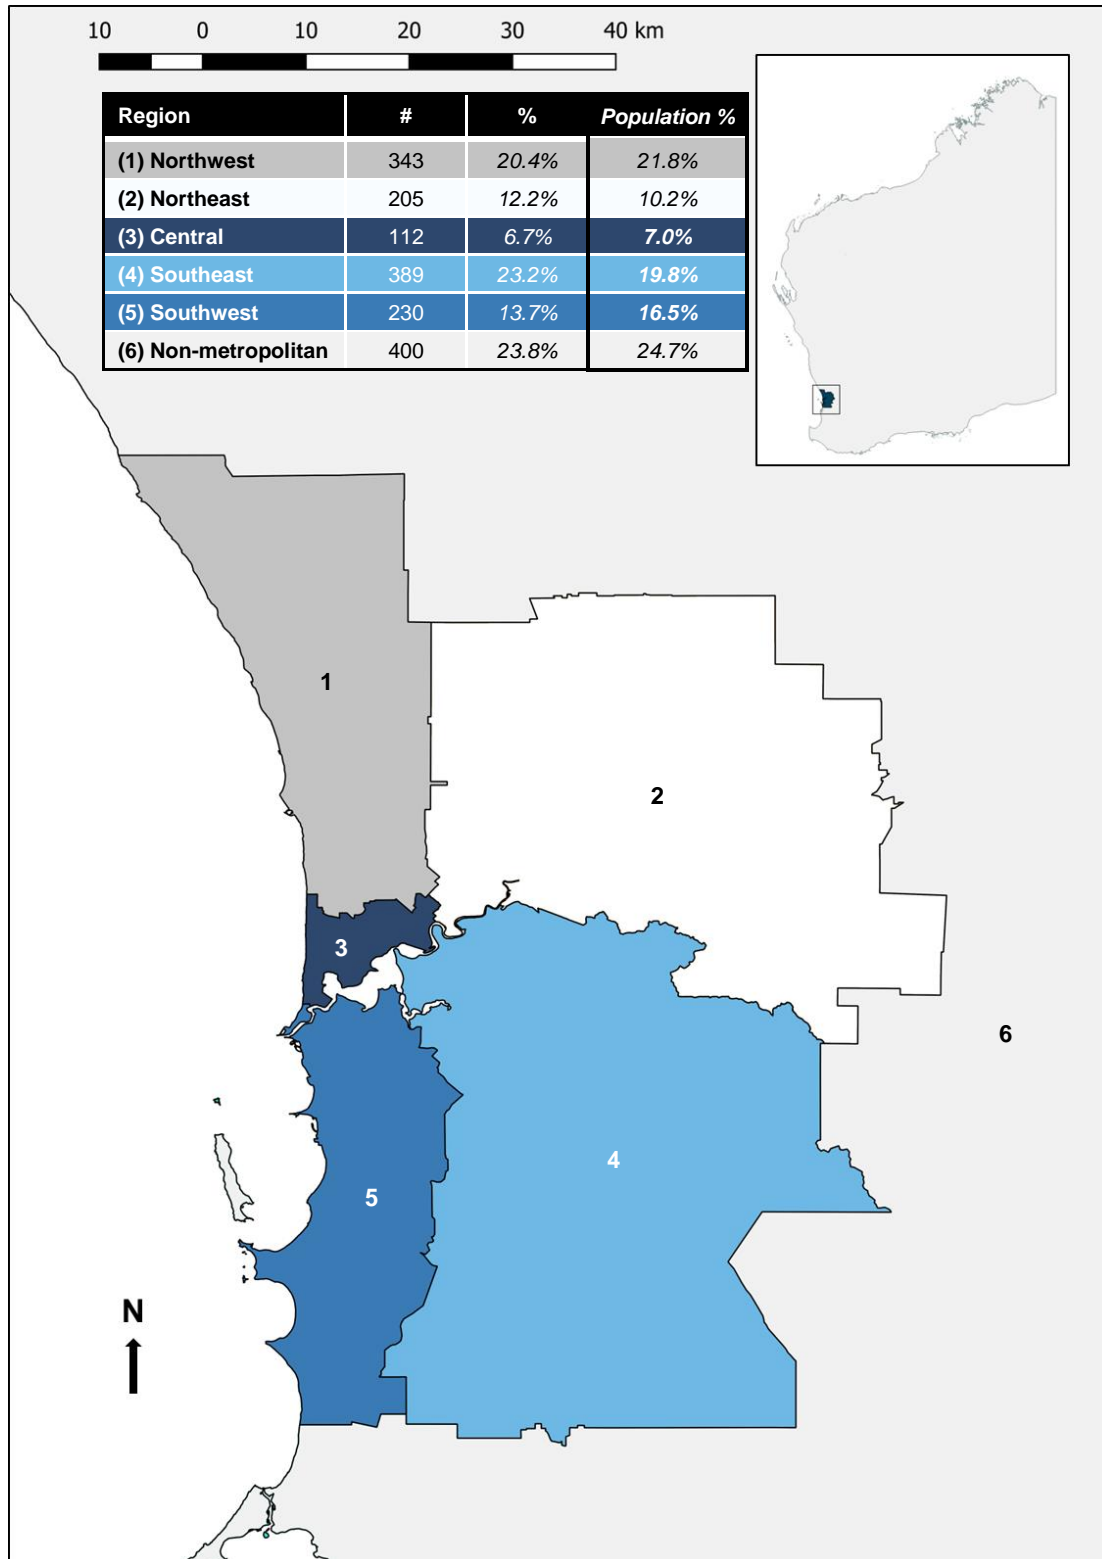 10 0 10 20 30 40 km
Region # % Population %
(1) Northwest 343 20.4% 21.8%
(2) Northeast 205 12.2% 10.2%
(3) Central 112 6.7% 7.0%
(4) Southeast 389 23.2% 19.8%
(5) Southwest 230 13.7% 16.5%
(6) Non-metropolitan 400 23.8% 24.7%
1
2
3
6
4
5
N